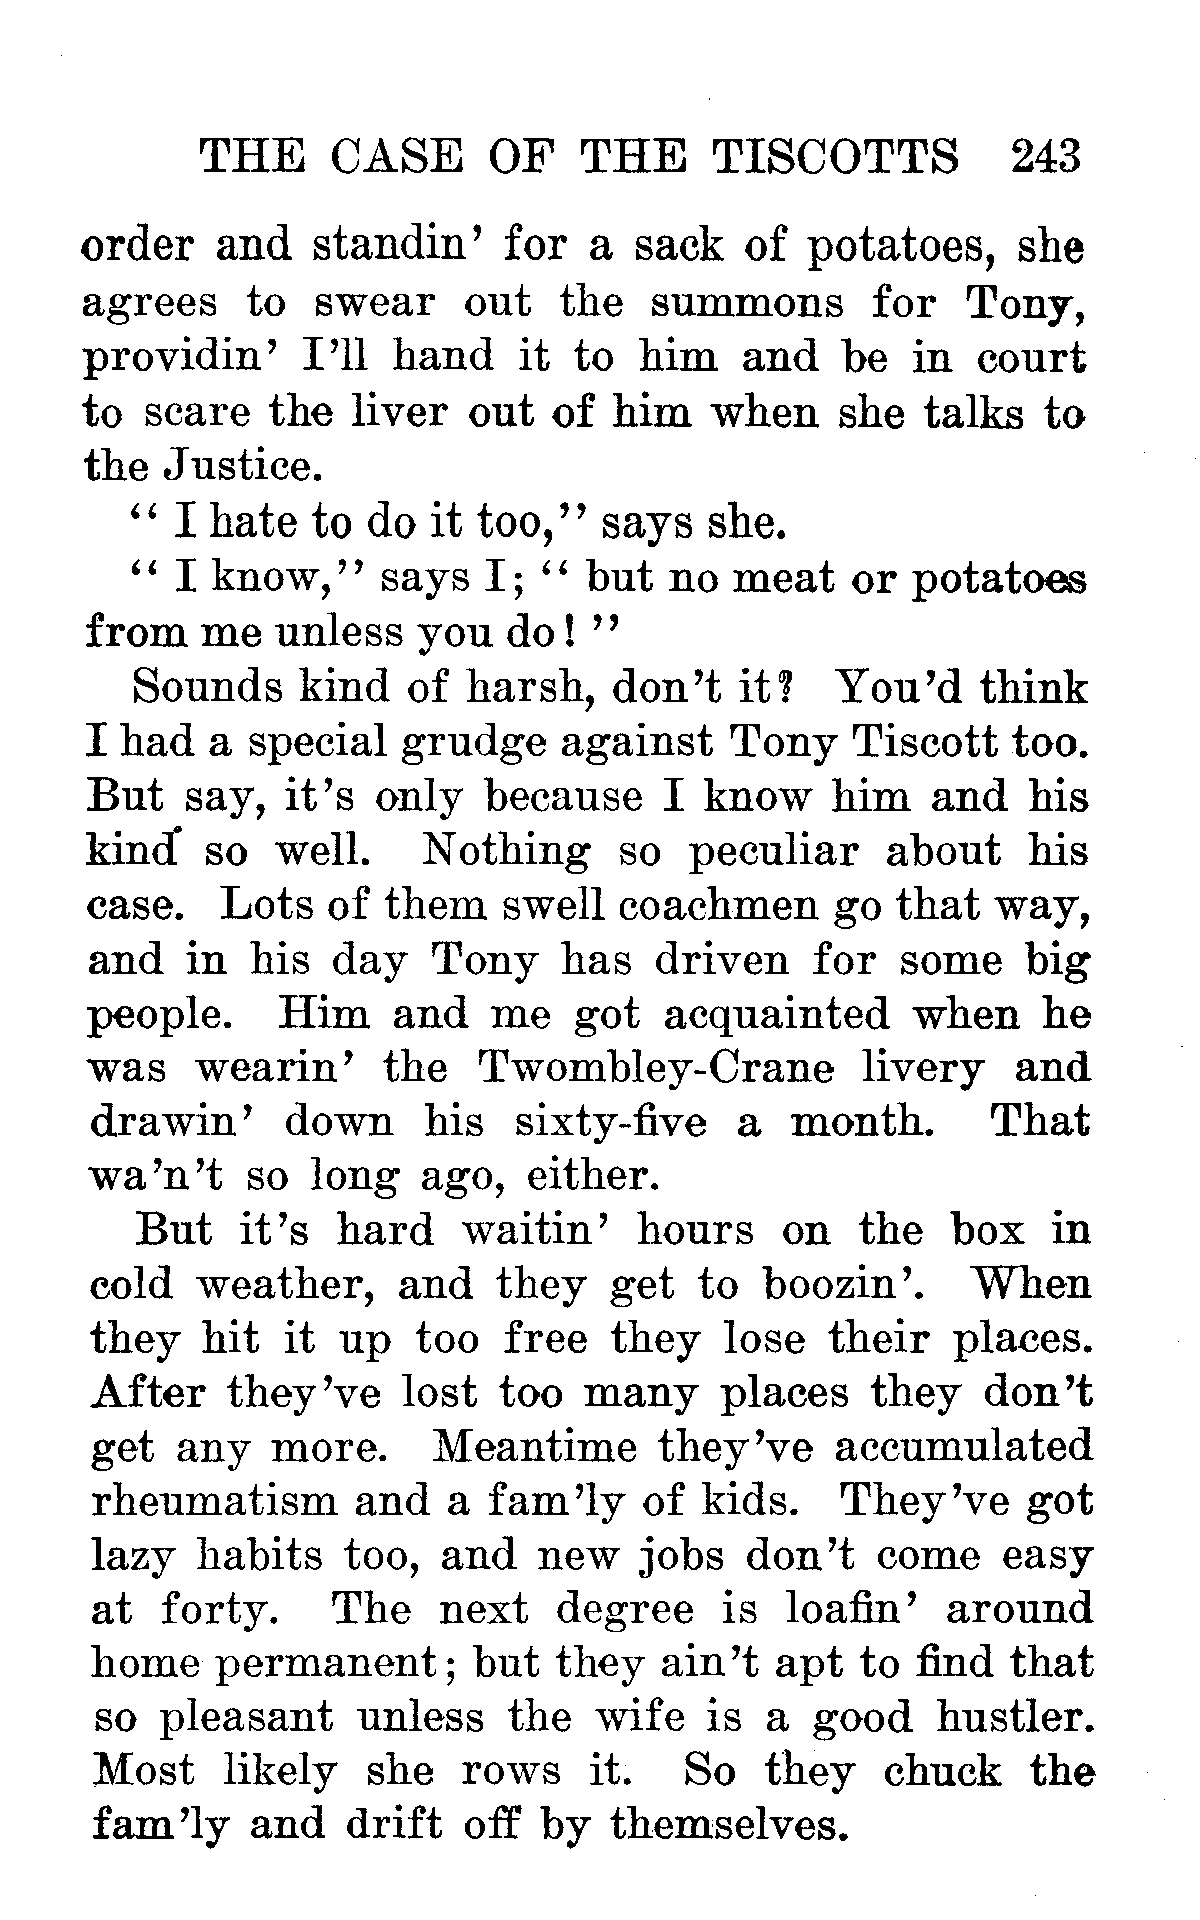 THE CASE OF THE TISCOTTS 243
order and standin' for a sack of potatoes, she
agrees to swear out the summons for Tony,
providin' I'll hand it to him and be in court
to scare the liver out of him when she talks to
the Justice.
"I hate to do it too," says she.
"I know," says I; "but no meat or potatoes
from me unless you do!"
Sounds kind of harsh, don't it? You'd think
I had a special grudge against Tony Tiscott too.
But say, it's only because I know him and his
kind so well. Nothing so peculiar about his
case. Lots of them swell coachmen go that way,
and in his day Tony has driven for some big
people. Him and me got acquainted when he
was wearin' the Twombley-Crane livery and
drawin' down his sixty-five a month. That
wa'n't so long ago, either.
But it's hard waitin' hours on the box in
cold weather, and they get to boozin'. When
they hit it up too free they lose their places.
After they've lost too many places they don't
get any more. Meantime they've accumulated
rheumatism and a fam'ly of kids. They've got
lazy habits too, and new jobs don't come easy
at forty. The next degree is loafin' around
home permanent; but they ain't apt to find that
so pleasant unless the wife is a good hustler.
Most likely she rows it. So they chuck the
fam'ly and drift off by themselves.